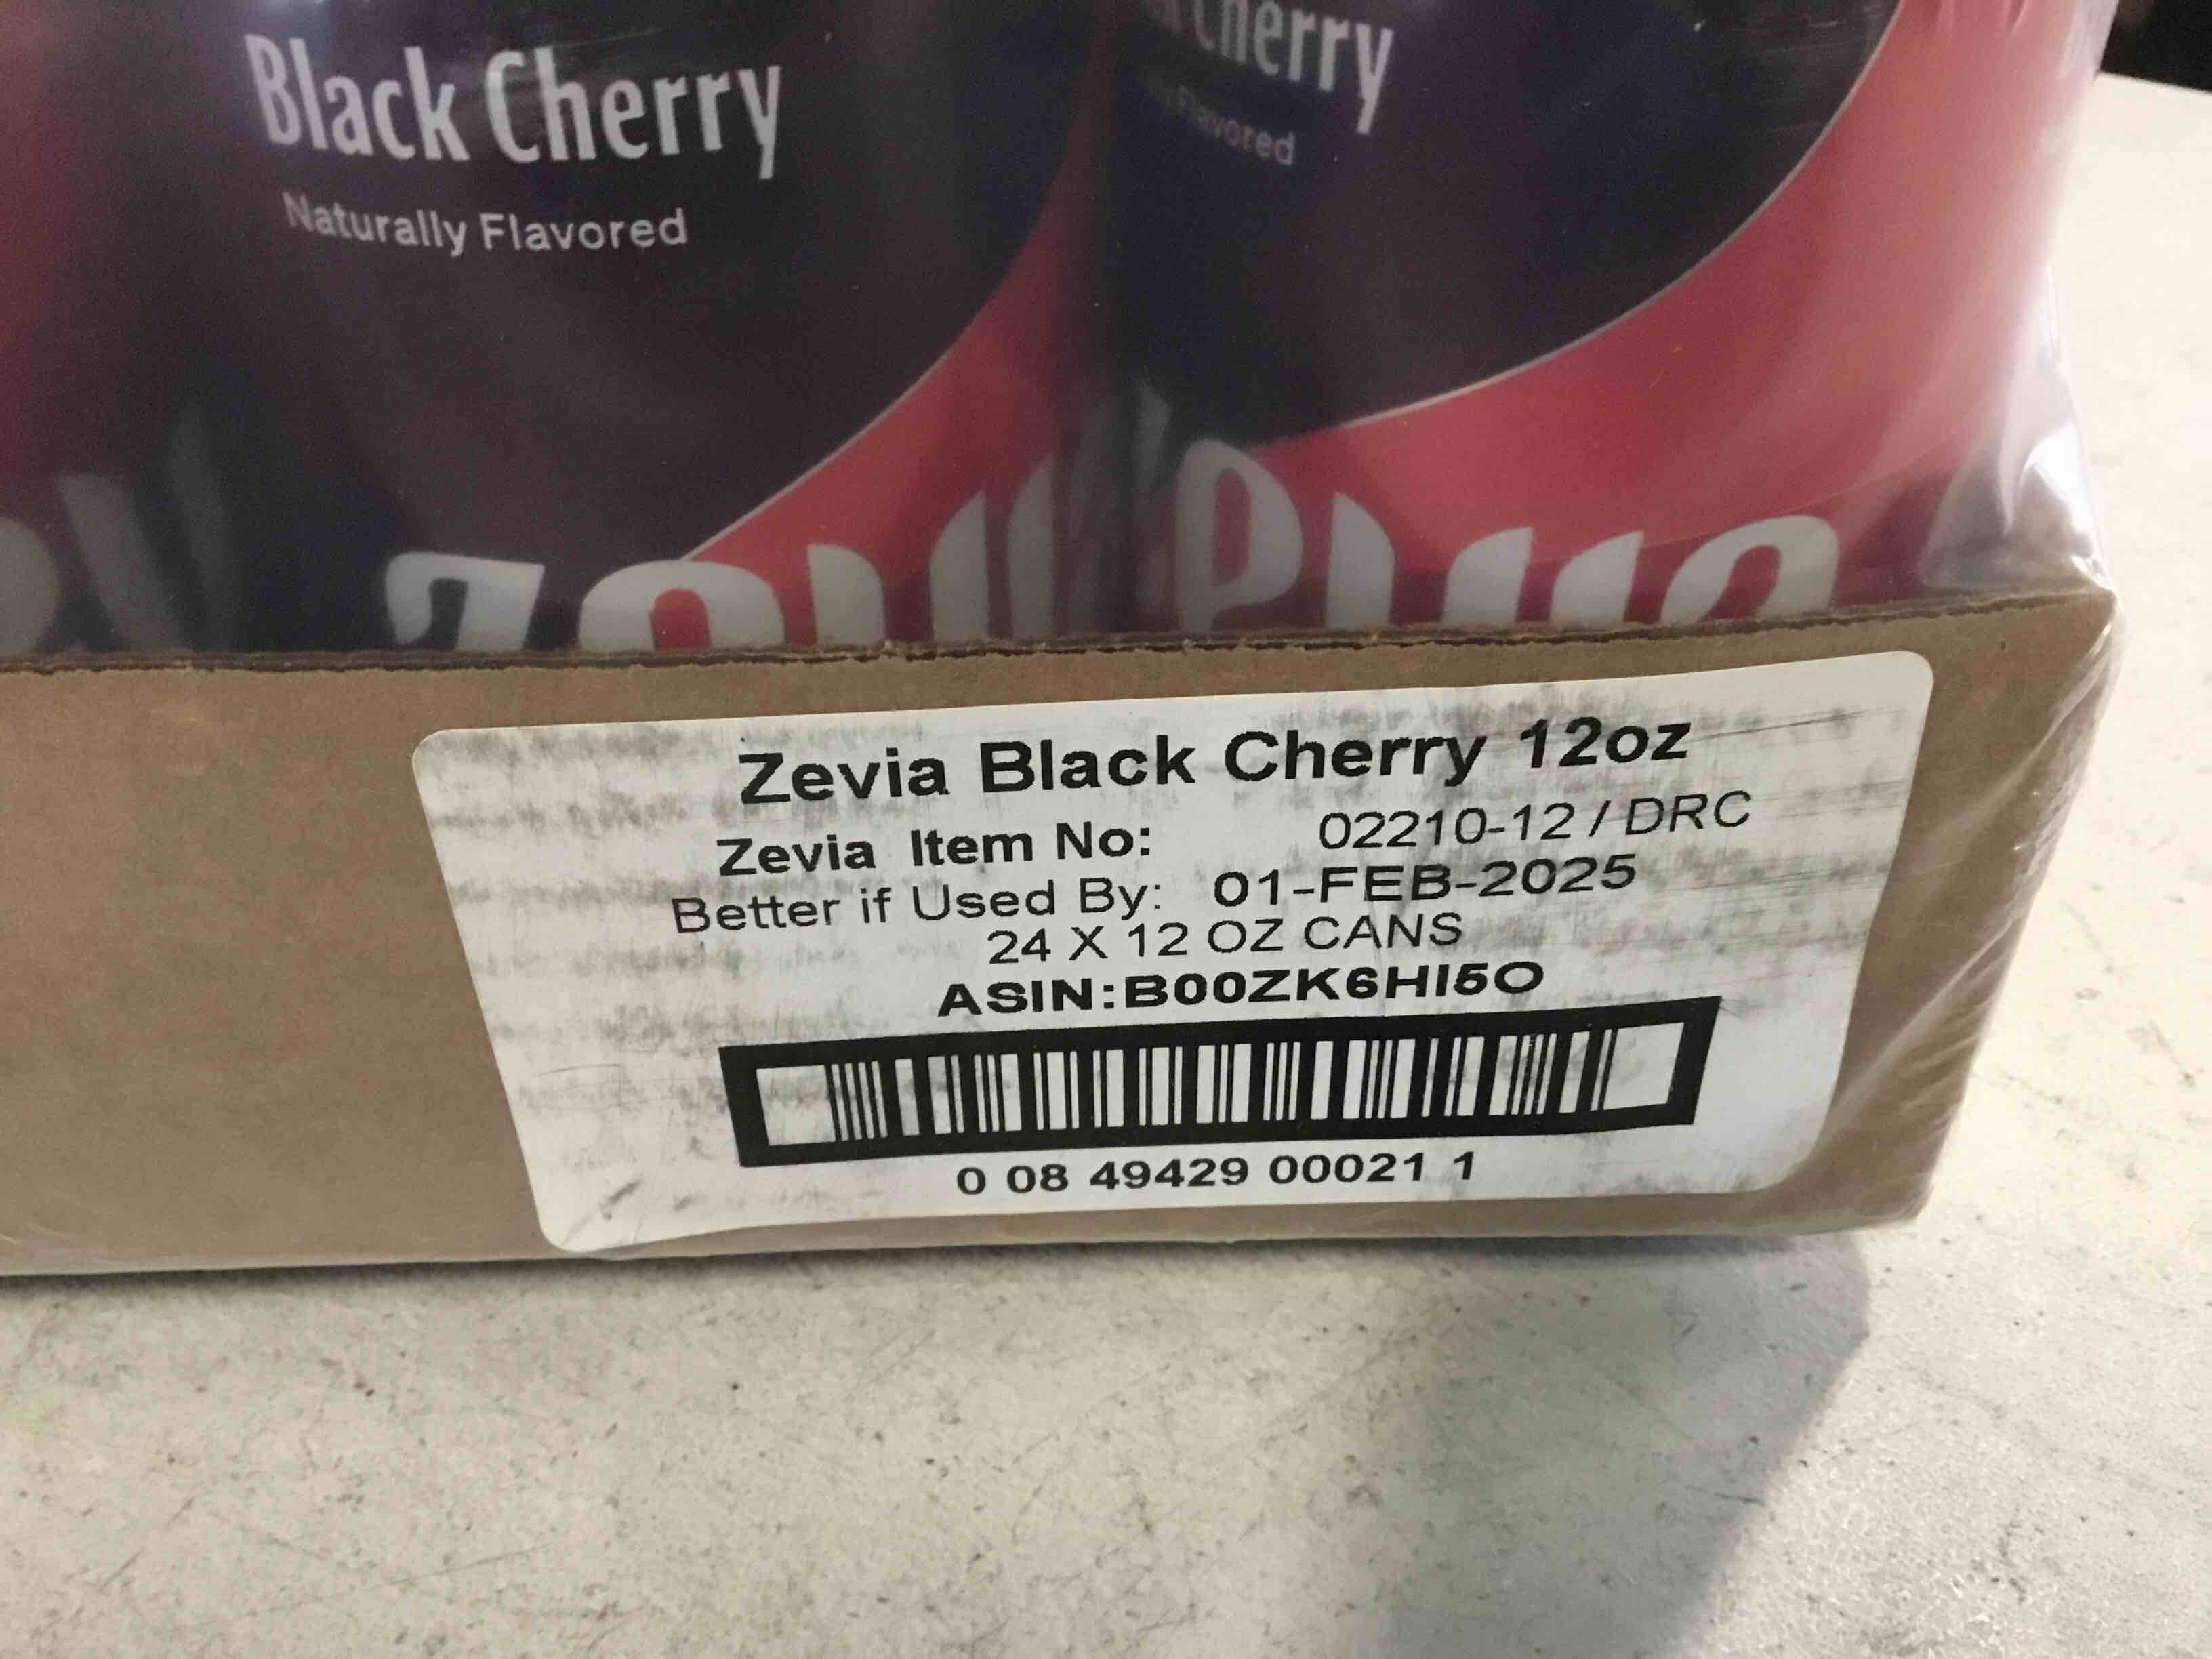 Black Cherry
Naturally Flavored
Cherry
Flavored
Zevia Black Cherry 12oz
Zevia Item No: 02210-12 / DRC
Better if Used By: 01-FEB-2025
24 X 12 OZ CANS
ASIN:B00ZK6HI5O
0 08 49429 00021 1